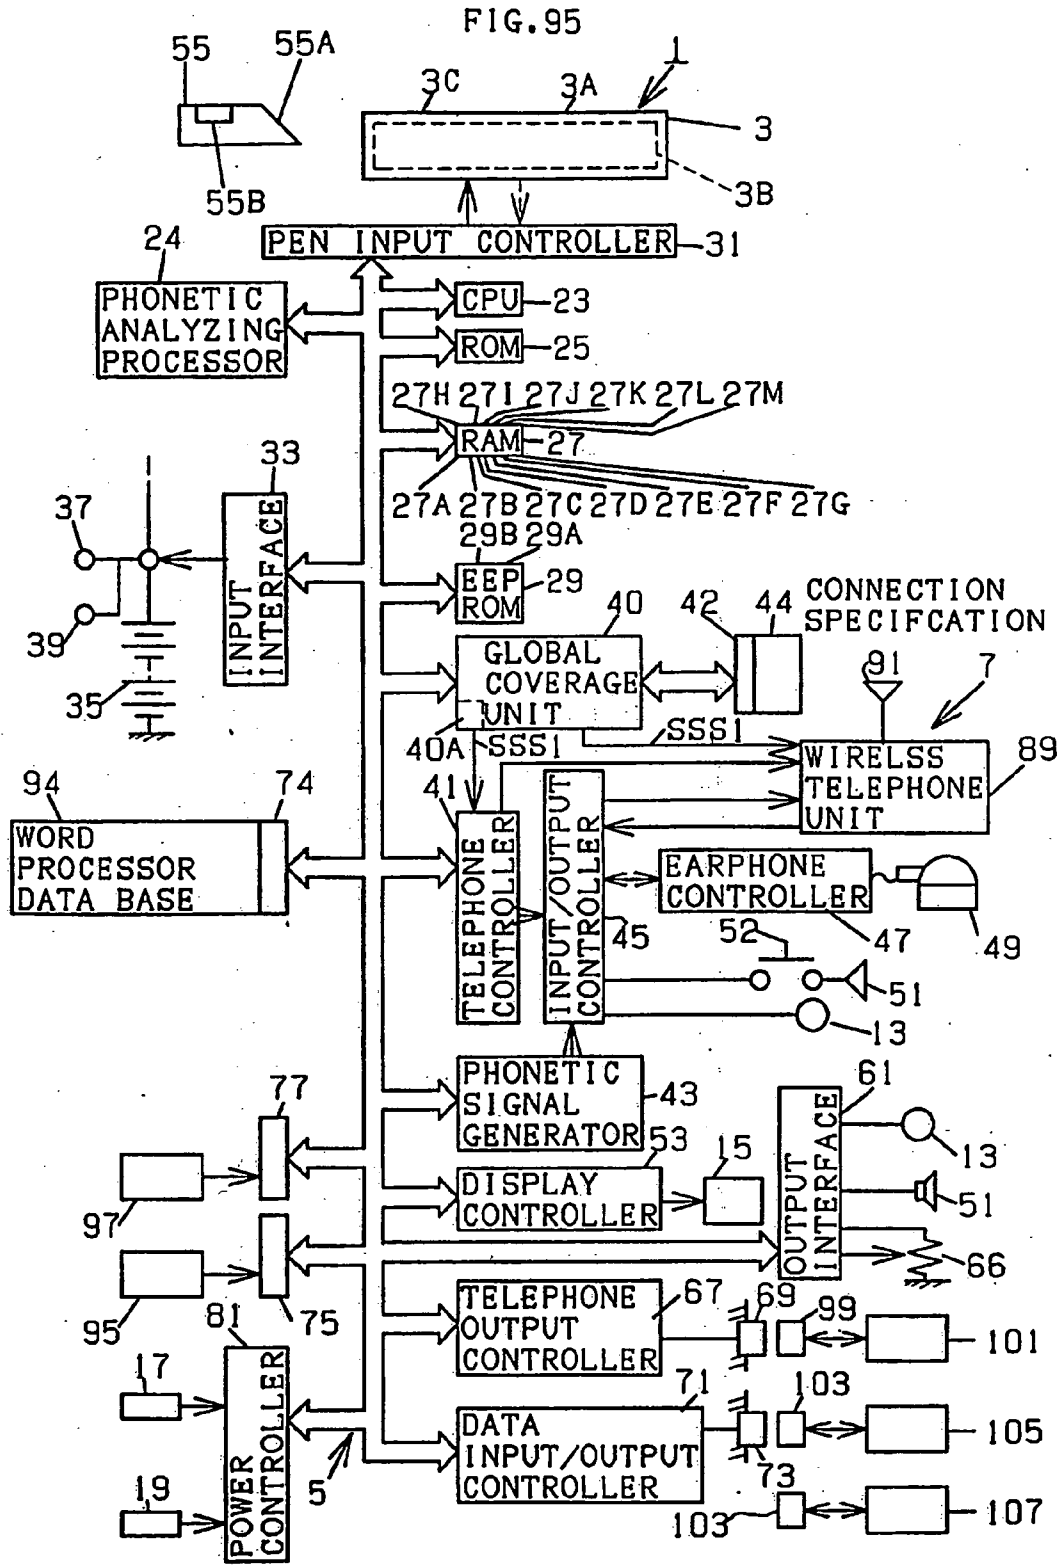 FIG.95
55
55A
55B
1
3C
3A
3
3B
PEN INPUT CONTROLLER
31
24
PHONETIC
ANALYZING
PROCESSOR
CPU
23
ROM
25
27H 27I 27J 27K 27L 27M
RAM
27
27A 27B 27C 27D 27E 27F 27G
33
37
39
35
INPUT
INTERFACE
29B 29A
EEP
ROM
29
40
42
44
CONNECTION
SPECIFCATION
GLOBAL
COVERAGE
UNIT
40A
SSS1
SSS1
91
7
WIRELSS
TELEPHONE
UNIT
89
94
74
WORD
PROCESSOR
DATA BASE
41
TELEPHONE
CONTROLLER
INPUT/OUTPUT
CONTROLLER
45
EARPHONE
CONTROLLER
47
49
52
51
13
PHONETIC
SIGNAL
GENERATOR
43
61
OUTPUT
INTERFACE
13
51
66
77
97
53
DISPLAY
CONTROLLER
15
95
75
TELEPHONE
OUTPUT
CONTROLLER
67
69
99
101
81
17
19
POWER
CONTROLLER
5
DATA
INPUT/OUTPUT
CONTROLLER
71
73
103
105
103
107